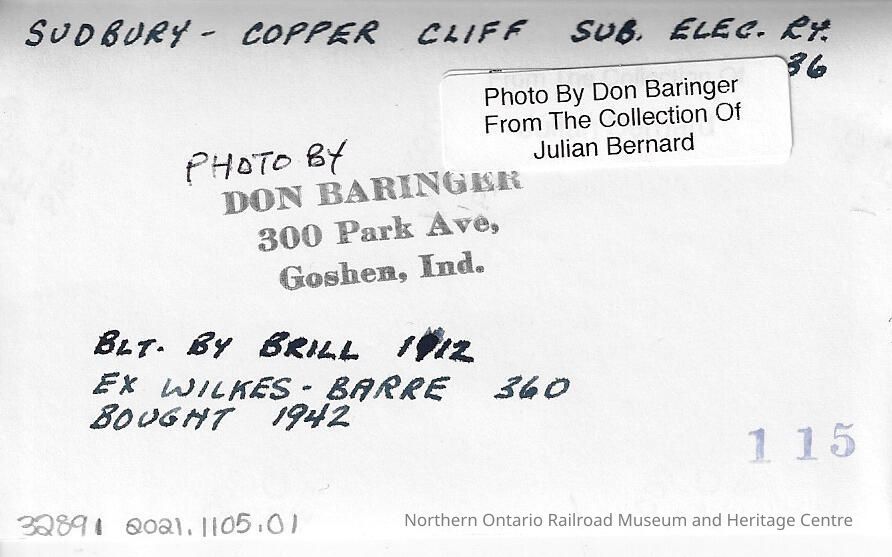 SUDBURY - COPPER CLIFF SUB. ELEC. RY.
36
Photo By Don Baringer
From The Collection Of
Julian Bernard
PHOTO BY
DON BARINGER
300 Park Ave,
Goshen, Ind.
BLT. BY BRILL 1912
EX WILKES-BARRE 360
BOUGHT 1942
115
32891 2021.1105.01
Northern Ontario Railroad Museum and Heritage Centre